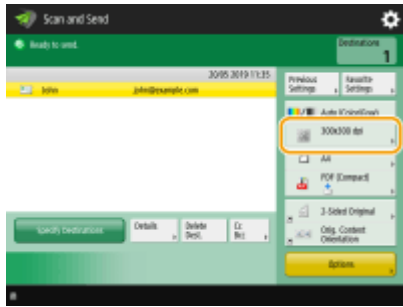 Scan and Send
Ready to send.
Destinations
1
20/05 2019 11:35
John john@example.com
Previous Settings
Favorite Settings
Auto (Color/Gray)
300x300 dpi
A4
PDF (Compact)
2-Sided Original
Orig. Content Orientation
Specify Destinations
Details
Delete Dest.
Cc Bcc
Options